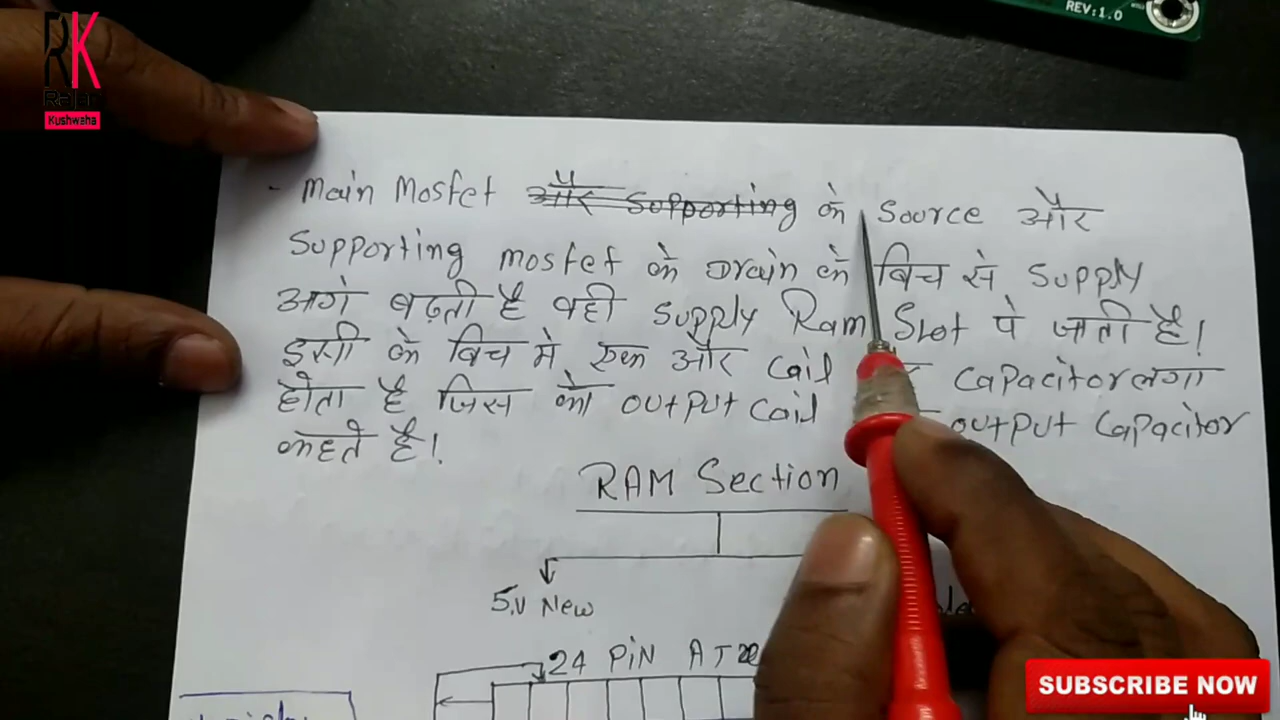 REV:1.0
RK
Rajan
Kushwaha
Main Mosfet के Source और
Supporting mosfet के Drain के बिच से Supply
आगे बढ़ती है वही Supply Ram Slot पे जाती है!
इसी के बिच मे एक और Coil capacitor लगा
होता है जिस को output Coil output Capacitor
कहते है!
RAM Section
5.V New
24 PiN AT
SUBSCRIBE NOW